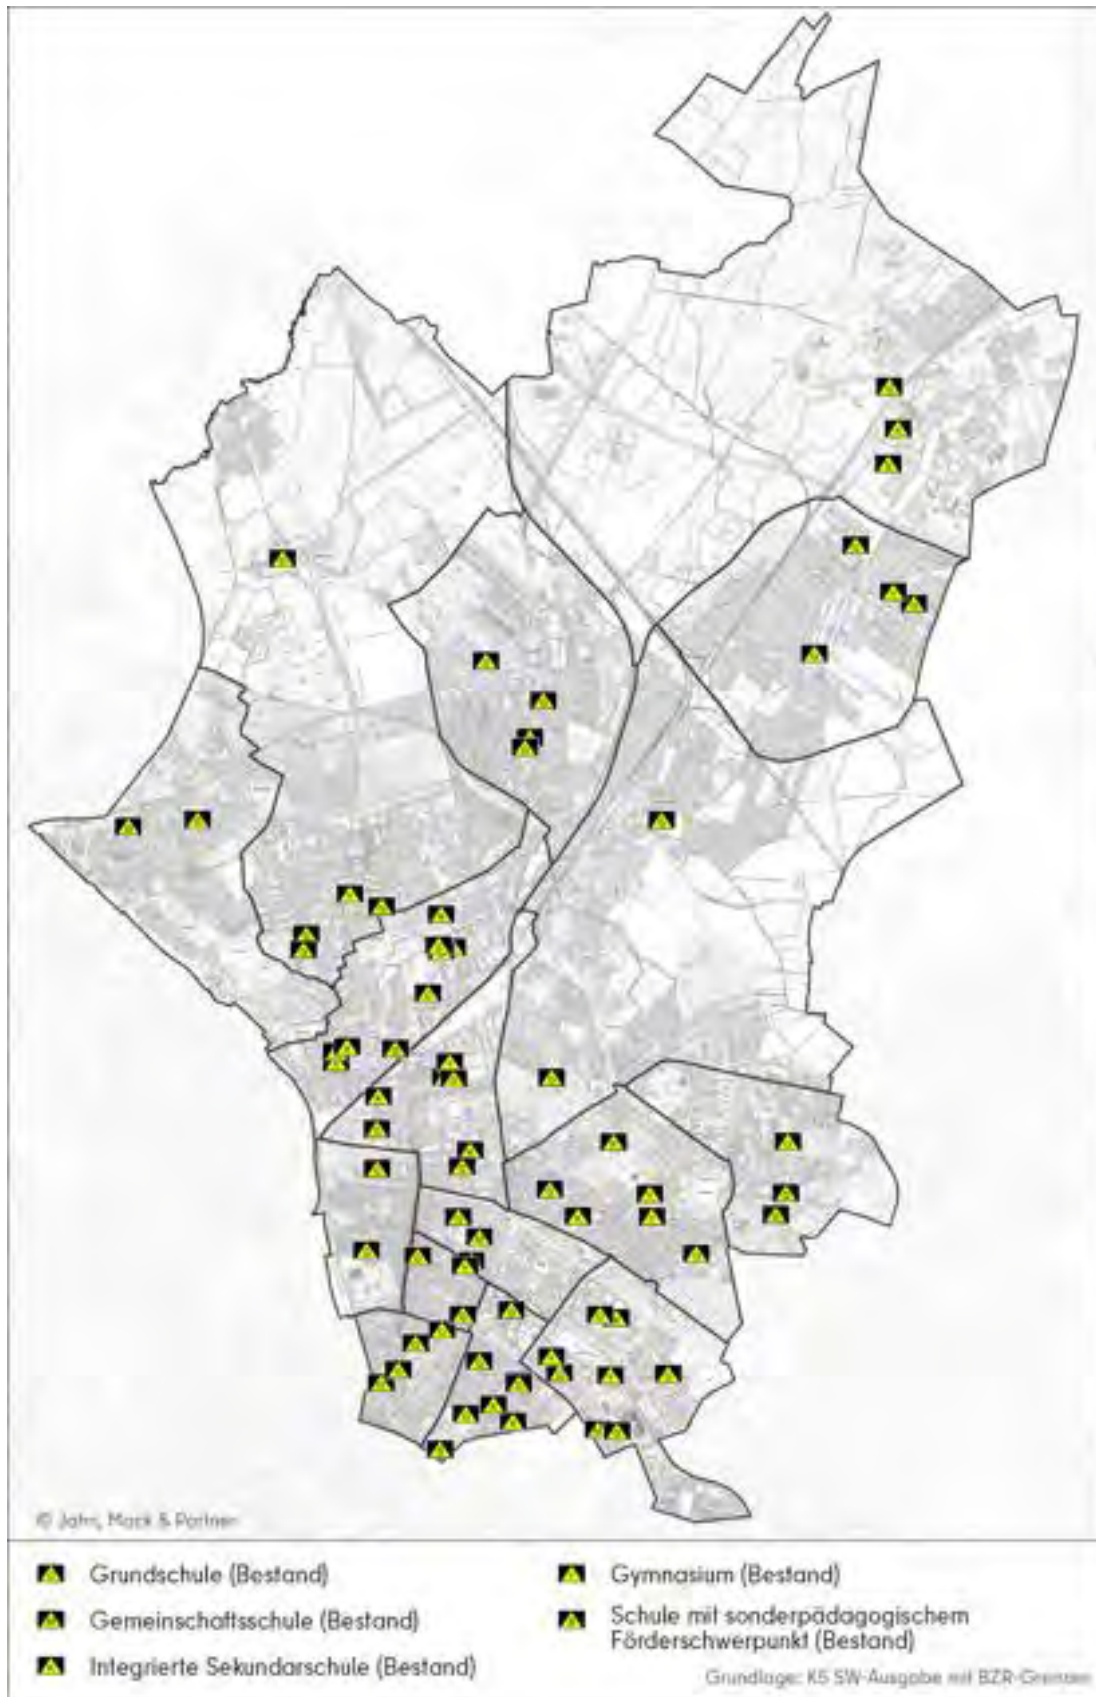 © Jahn, Mack & Partner
Grundschule (Bestand)
Gemeinschaftsschule (Bestand)
Integrierte Sekundarschule (Bestand)
Gymnasium (Bestand)
Schule mit sonderpädagogischem
Förderschwerpunkt (Bestand)
Grundlage: K5 SW-Ausgabe mit BZR-Grenzen